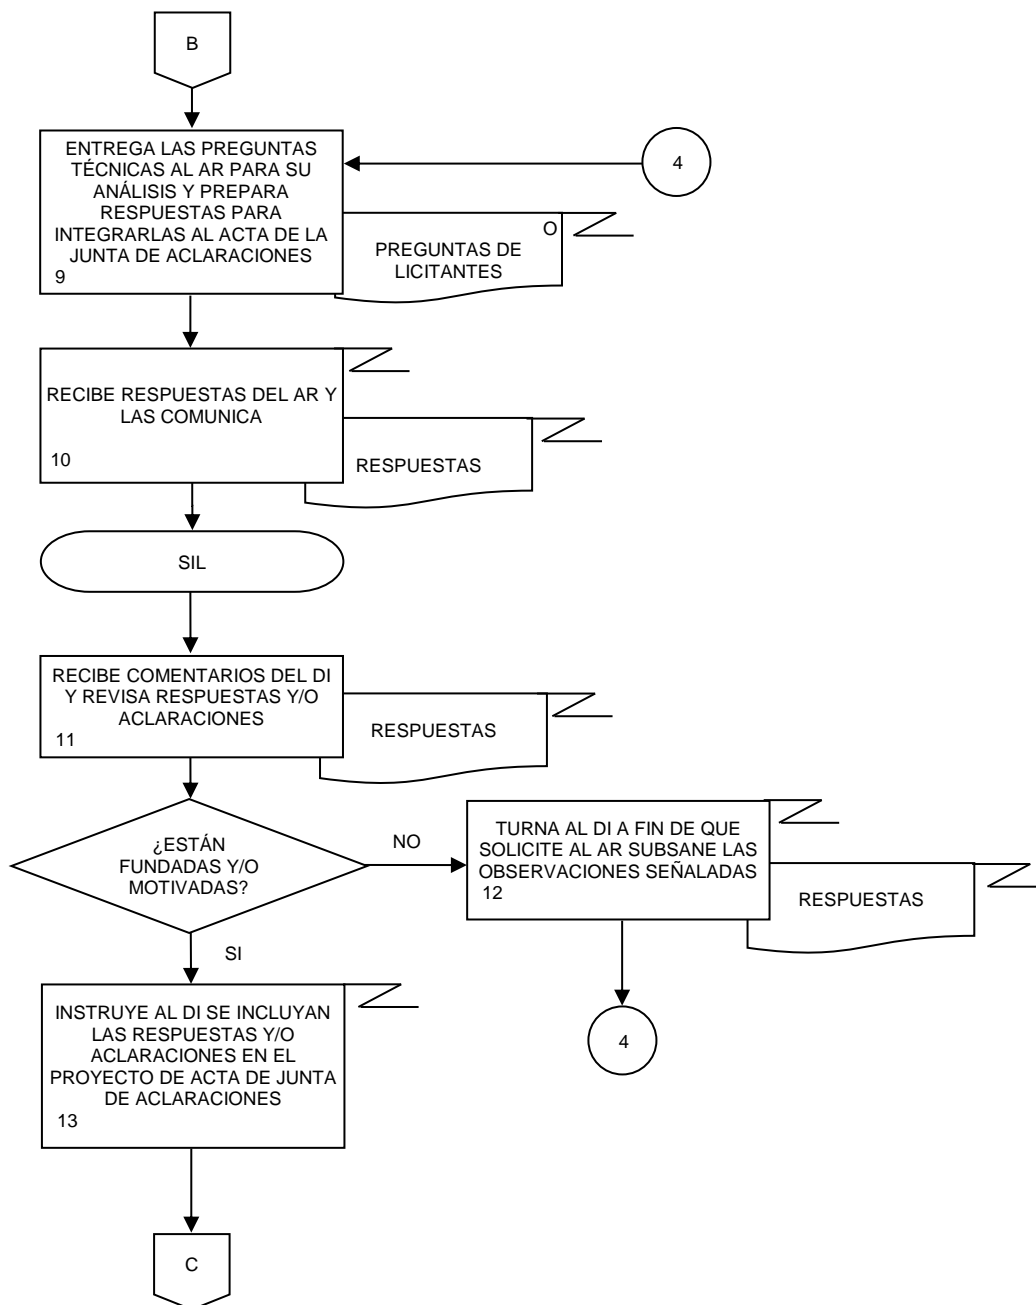 B
ENTREGA LAS PREGUNTAS
TÉCNICAS AL AR PARA SU
ANÁLISIS Y PREPARA
RESPUESTAS PARA
INTEGRARLAS AL ACTA DE LA
JUNTA DE ACLARACIONES
9
4
O
PREGUNTAS DE
LICITANTES
RECIBE RESPUESTAS DEL AR Y
LAS COMUNICA
10
RESPUESTAS
SIL
RECIBE COMENTARIOS DEL DI
Y REVISA RESPUESTAS Y/O
ACLARACIONES
11
RESPUESTAS
¿ESTÁN
FUNDADAS Y/O
MOTIVADAS?
NO
TURNA AL DI A FIN DE QUE
SOLICITE AL AR SUBSANE LAS
OBSERVACIONES SEÑALADAS
12
RESPUESTAS
4
SI
INSTRUYE AL DI SE INCLUYAN
LAS RESPUESTAS Y/O
ACLARACIONES EN EL
PROYECTO DE ACTA DE JUNTA
DE ACLARACIONES
13
C